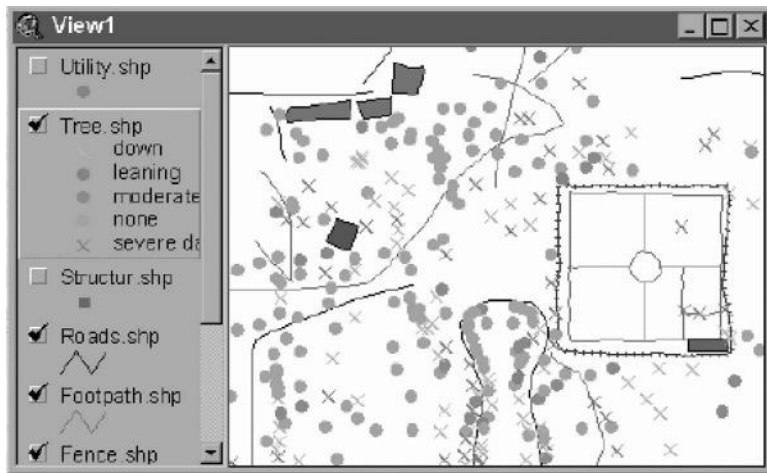 View1
Utility.shp
Tree.shp
down
leaning
moderate
none
severe da
Structur.shp
Roads.shp
Footpath.shp
Fence.shp